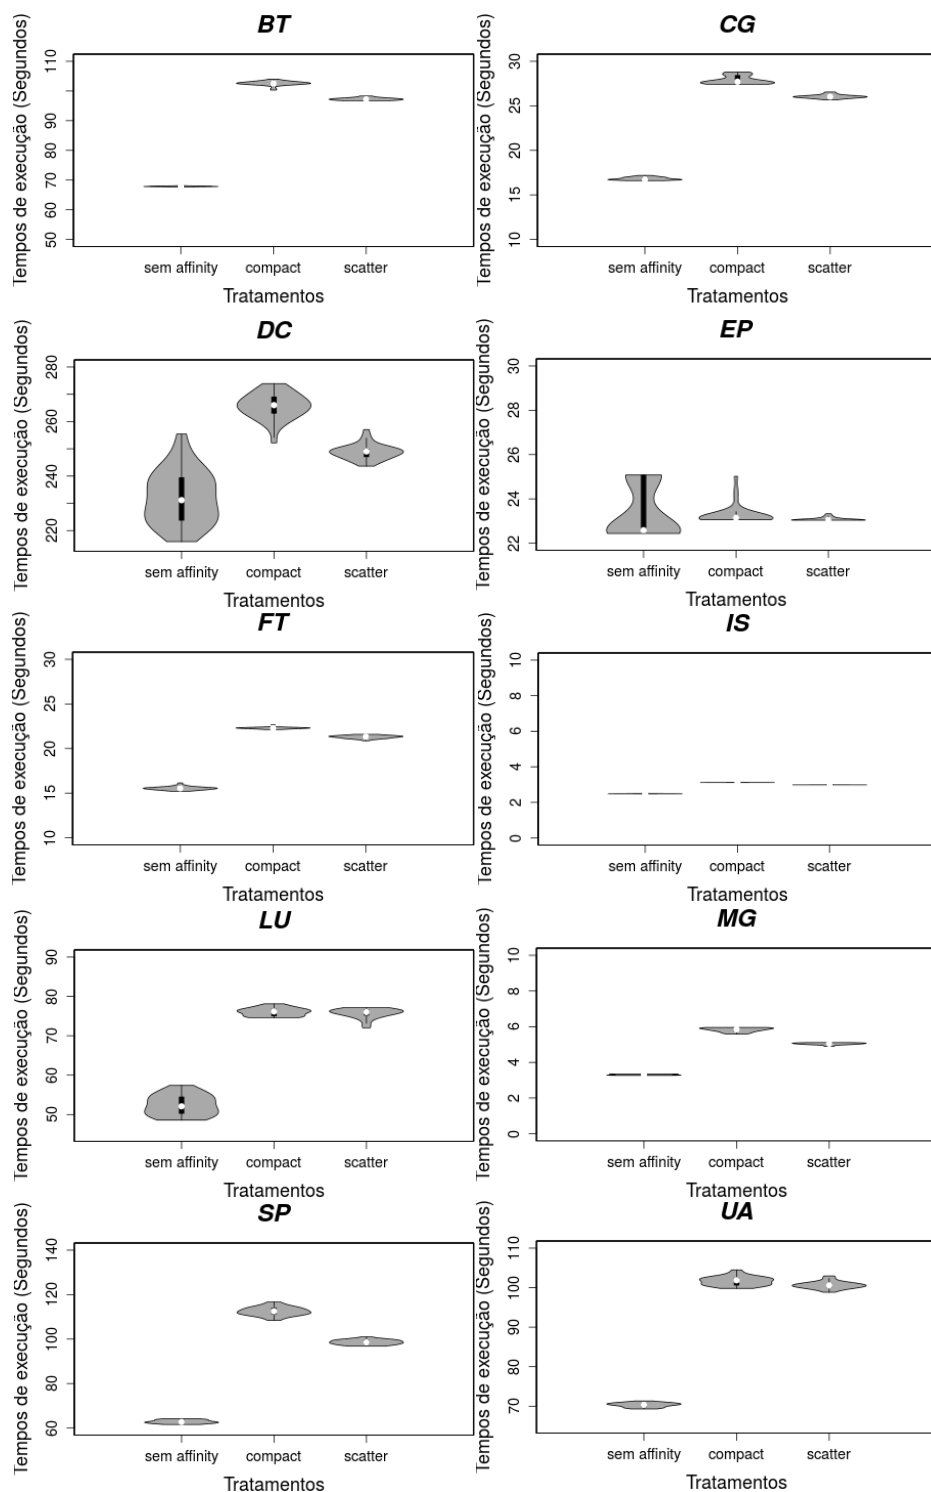 BT
Tempos de execução (Segundos)
110
90
80
70
60
50
sem affinity compact scatter
Tratamentos
CG
Tempos de execução (Segundos)
30
25
20
15
10
sem affinity compact scatter
Tratamentos
DC
Tempos de execução (Segundos)
280
260
240
220
sem affinity compact scatter
Tratamentos
EP
Tempos de execução (Segundos)
30
28
26
24
22
sem affinity compact scatter
Tratamentos
FT
Tempos de execução (Segundos)
30
25
20
15
10
sem affinity compact scatter
Tratamentos
IS
Tempos de execução (Segundos)
10
8
6
4
2
0
sem affinity compact scatter
Tratamentos
LU
Tempos de execução (Segundos)
90
80
70
60
50
sem affinity compact scatter
Tratamentos
MG
Tempos de execução (Segundos)
10
8
6
4
2
0
sem affinity compact scatter
Tratamentos
SP
Tempos de execução (Segundos)
140
120
100
80
60
sem affinity compact scatter
Tratamentos
UA
Tempos de execução (Segundos)
110
100
90
80
70
sem affinity compact scatter
Tratamentos